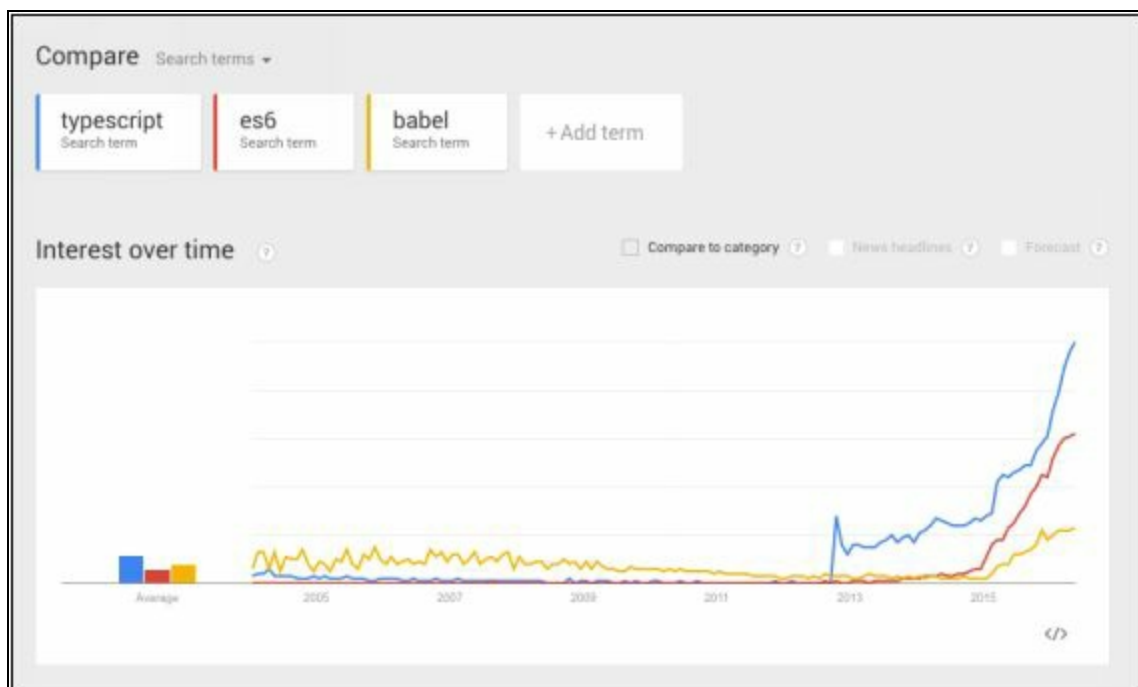 Compare Search terms
typescript
Search term
es6
Search term
babel
Search term
+Add term
Interest over time ?
Compare to category ? News headlines ? Forecast ?
Average 2005 2007 2009 2011 2013 2015
</>